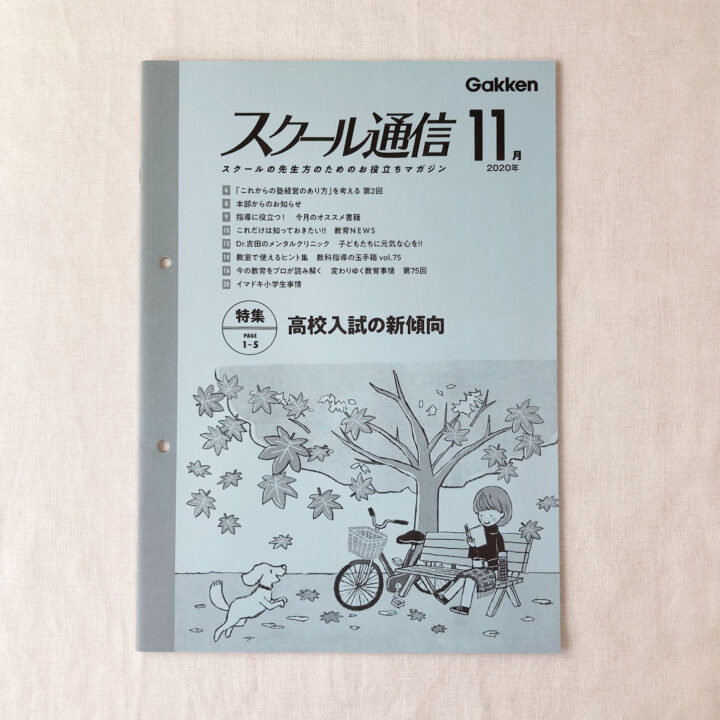 Gakken
スクール通信 11月
スクールの先生方のためのお役立ちマガジン 2020年
4 「これからの塾経営のあり方」を考える 第2回
8 本部からのお知らせ
9 指導に役立つ! 今月のオススメ書籍
10 これだけは知っておきたい!! 教育NEWS
12 Dr.吉田のメンタルクリニック 子どもたちに元気な心を!!
14 教室で使えるヒント集 教科指導の玉手箱 vol.75
16 今の教育をプロが読み解く 変わりゆく教育事情 第75回
20 イマドキ小学生事情
特集
PAGE
1~5
高校入試の新傾向